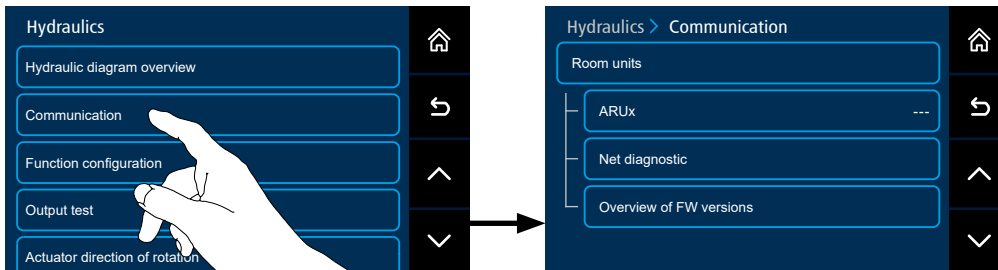 Hydraulics
Hydraulic diagram overview
Communication
Function configuration
Output test
Actuator direction of rotation
Hydraulics > Communication
Room units
ARUx ---
Net diagnostic
Overview of FW versions